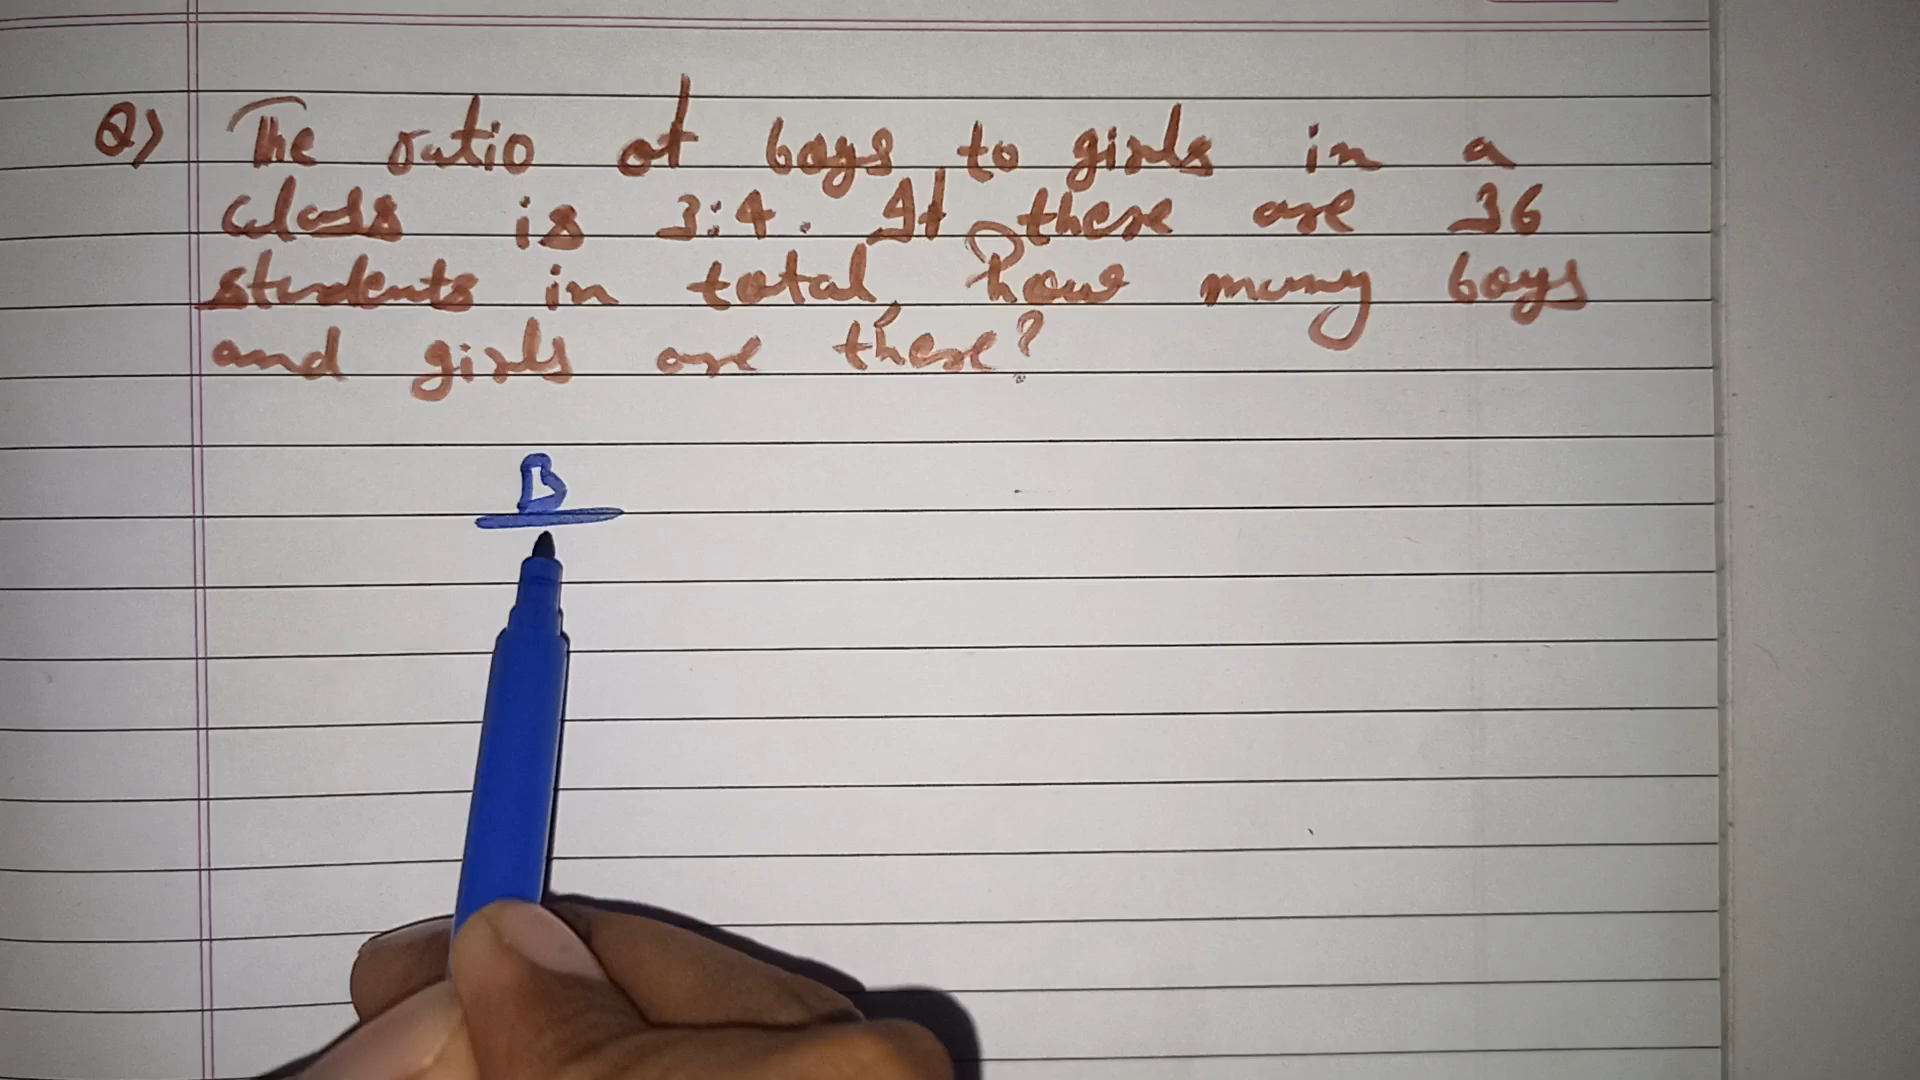 Q) The ratio of boys to girls in a
class is 3:4. If there are 36
students in total, how many boys
and girls are there?
B